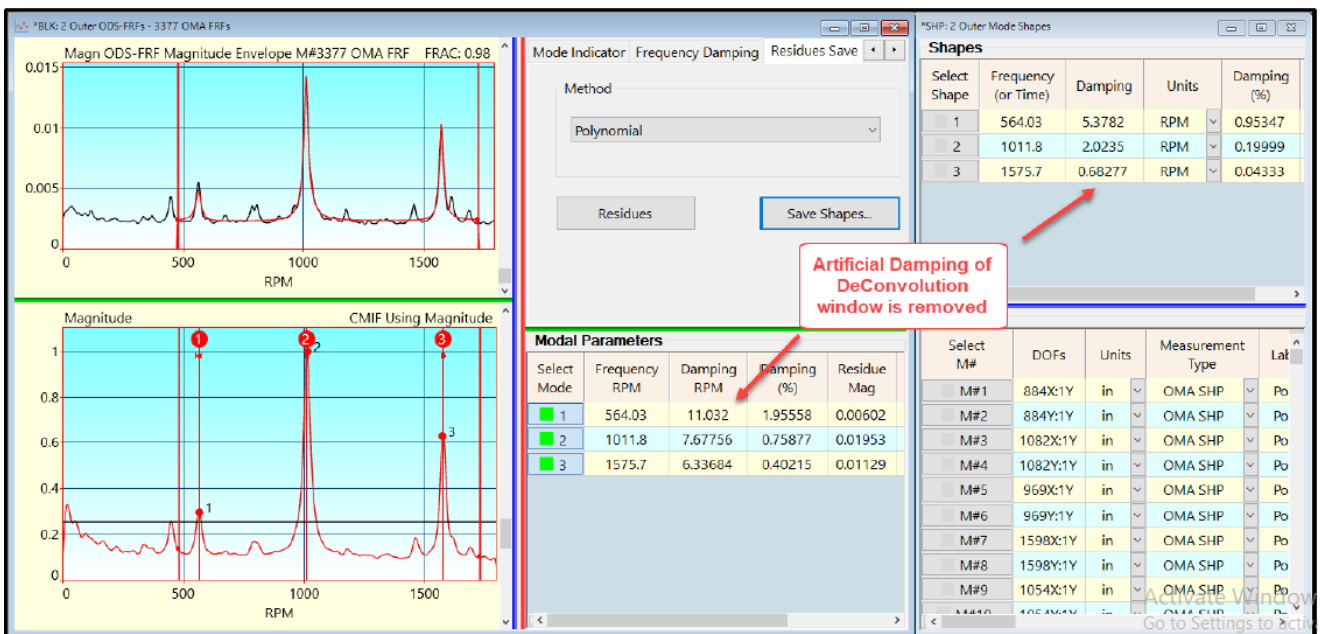 *BLK: 2 Outer ODS-FRFs - 3377 OMA FRFs
Magn ODS-FRF Magnitude Envelope M#3377 OMA FRF FRAC: 0.98
0.015
0.01
0.005
0
0 500 1000 1500
RPM
Magnitude CMIF Using Magnitude
1 2 3
1
0.8
0.6
0.4
0.2
0
2
3
1
0 500 1000 1500
RPM
Mode Indicator Frequency Damping Residues Save
Method
Polynomial
Residues Save Shapes...
Artificial Damping of
DeConvolution
window is removed
Modal Parameters
Select Mode Frequency RPM Damping RPM Damping (%) Residue Mag
1 564.03 11.032 1.95558 0.00602
2 1011.8 7.67756 0.75877 0.01953
3 1575.7 6.33684 0.40215 0.01129
*SHP: 2 Outer Mode Shapes
Shapes
Select Shape Frequency (or Time) Damping Units Damping (%)
1 564.03 5.3782 RPM 0.95347
2 1011.8 2.0235 RPM 0.19999
3 1575.7 0.68277 RPM 0.04333
Select M# DOFs Units Measurement Type Lab
M#1 884X:1Y in OMA SHP Po
M#2 884Y:1Y in OMA SHP Po
M#3 1082X:1Y in OMA SHP Po
M#4 1082Y:1Y in OMA SHP Po
M#5 969X:1Y in OMA SHP Po
M#6 969Y:1Y in OMA SHP Po
M#7 1598X:1Y in OMA SHP Po
M#8 1598Y:1Y in OMA SHP Po
M#9 1054X:1Y in OMA SHP Po
Activate Window
Go to Settings to activ